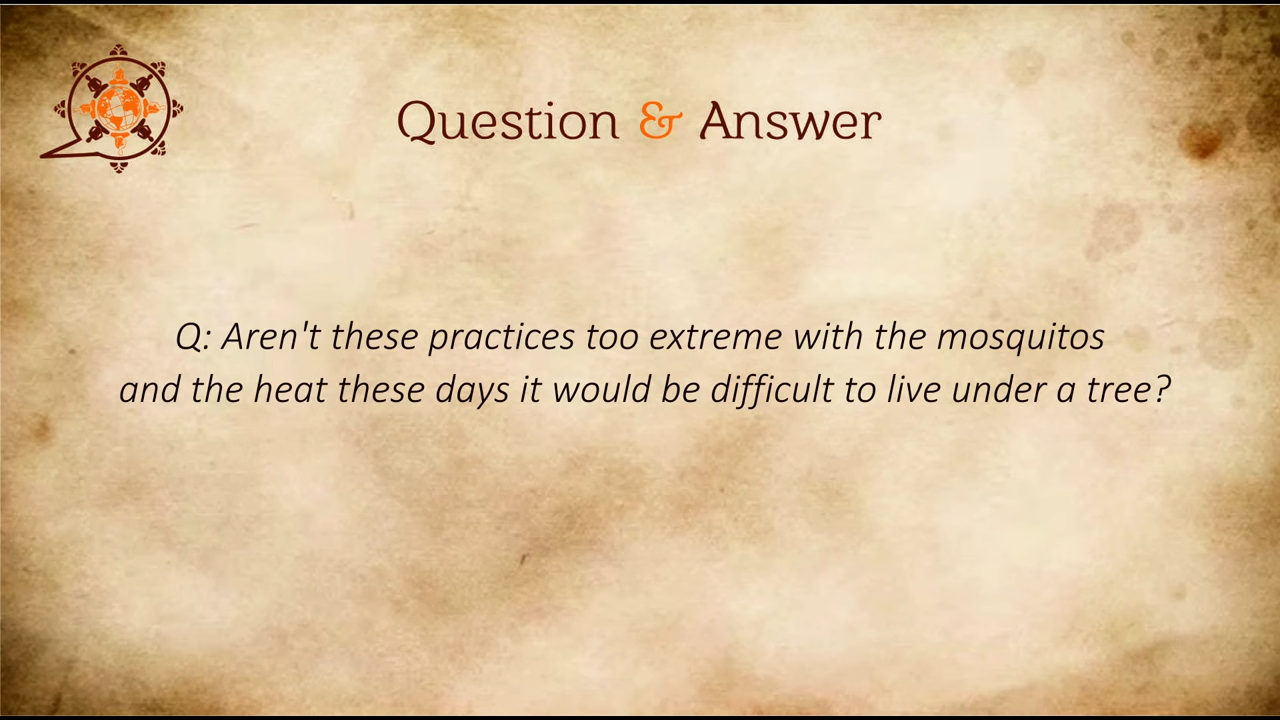 Question & Answer
Q: Aren't these practices too extreme with the mosquitos
and the heat these days it would be difficult to live under a tree?